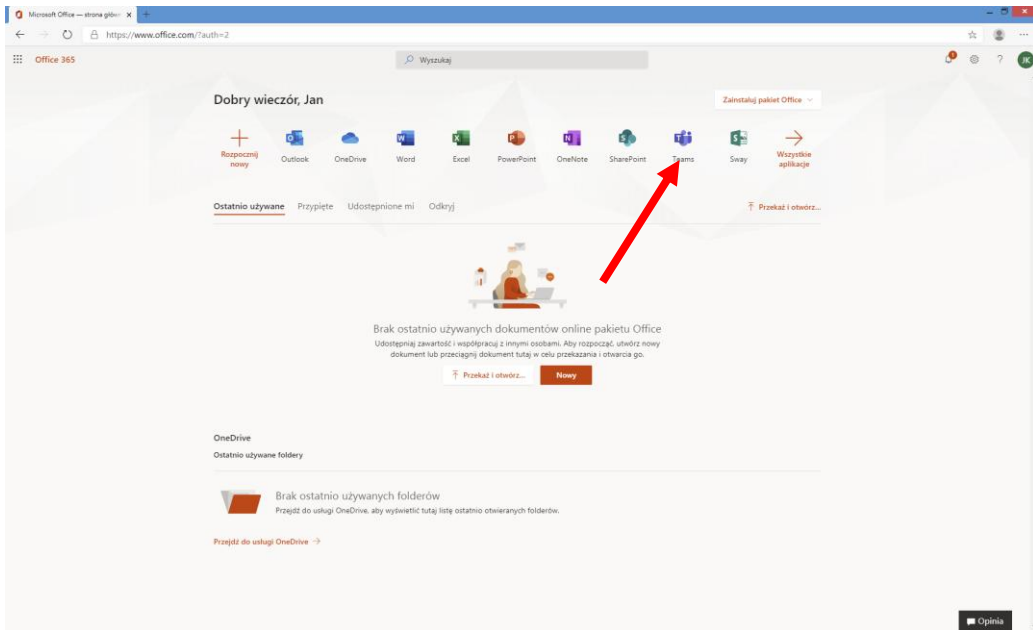 Microsoft Office — strona główn
https://www.office.com/?auth=2
Office 365
Wyszukaj
JK
Dobry wieczór, Jan
Zainstaluj pakiet Office
Rozpocznij nowy
Outlook
OneDrive
Word
Excel
PowerPoint
OneNote
SharePoint
Teams
Sway
Wszystkie aplikacje
Ostatnio używane Przypięte Udostępnione mi Odkryj
Przekaż i otwórz...
Brak ostatnio używanych dokumentów online pakietu Office
Udostępniaj zawartość i współpracuj z innymi osobami. Aby rozpocząć, utwórz nowy
dokument lub przeciągnij dokument tutaj w celu przekazania i otwarcia go.
Przekaż i otwórz...
Nowy
OneDrive
Ostatnio używane foldery
Brak ostatnio używanych folderów
Przejdź do usługi OneDrive, aby wyświetlić tutaj listę ostatnio otwieranych folderów.
Przejdź do usługi OneDrive →
Opinia